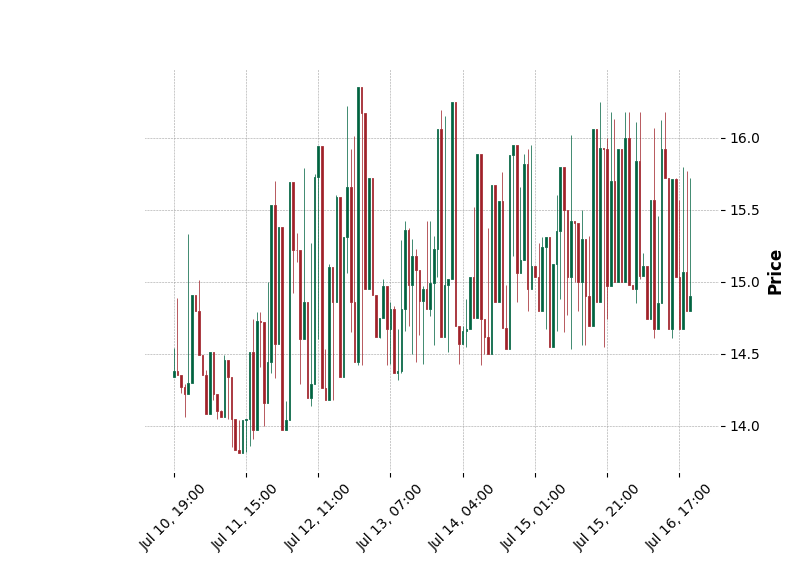 16.0
15.5
15.0
14.5
14.0
Price
Jul 10, 19:00
Jul 11, 15:00
Jul 12, 11:00
Jul 13, 07:00
Jul 14, 04:00
Jul 15, 01:00
Jul 15, 21:00
Jul 16, 17:00